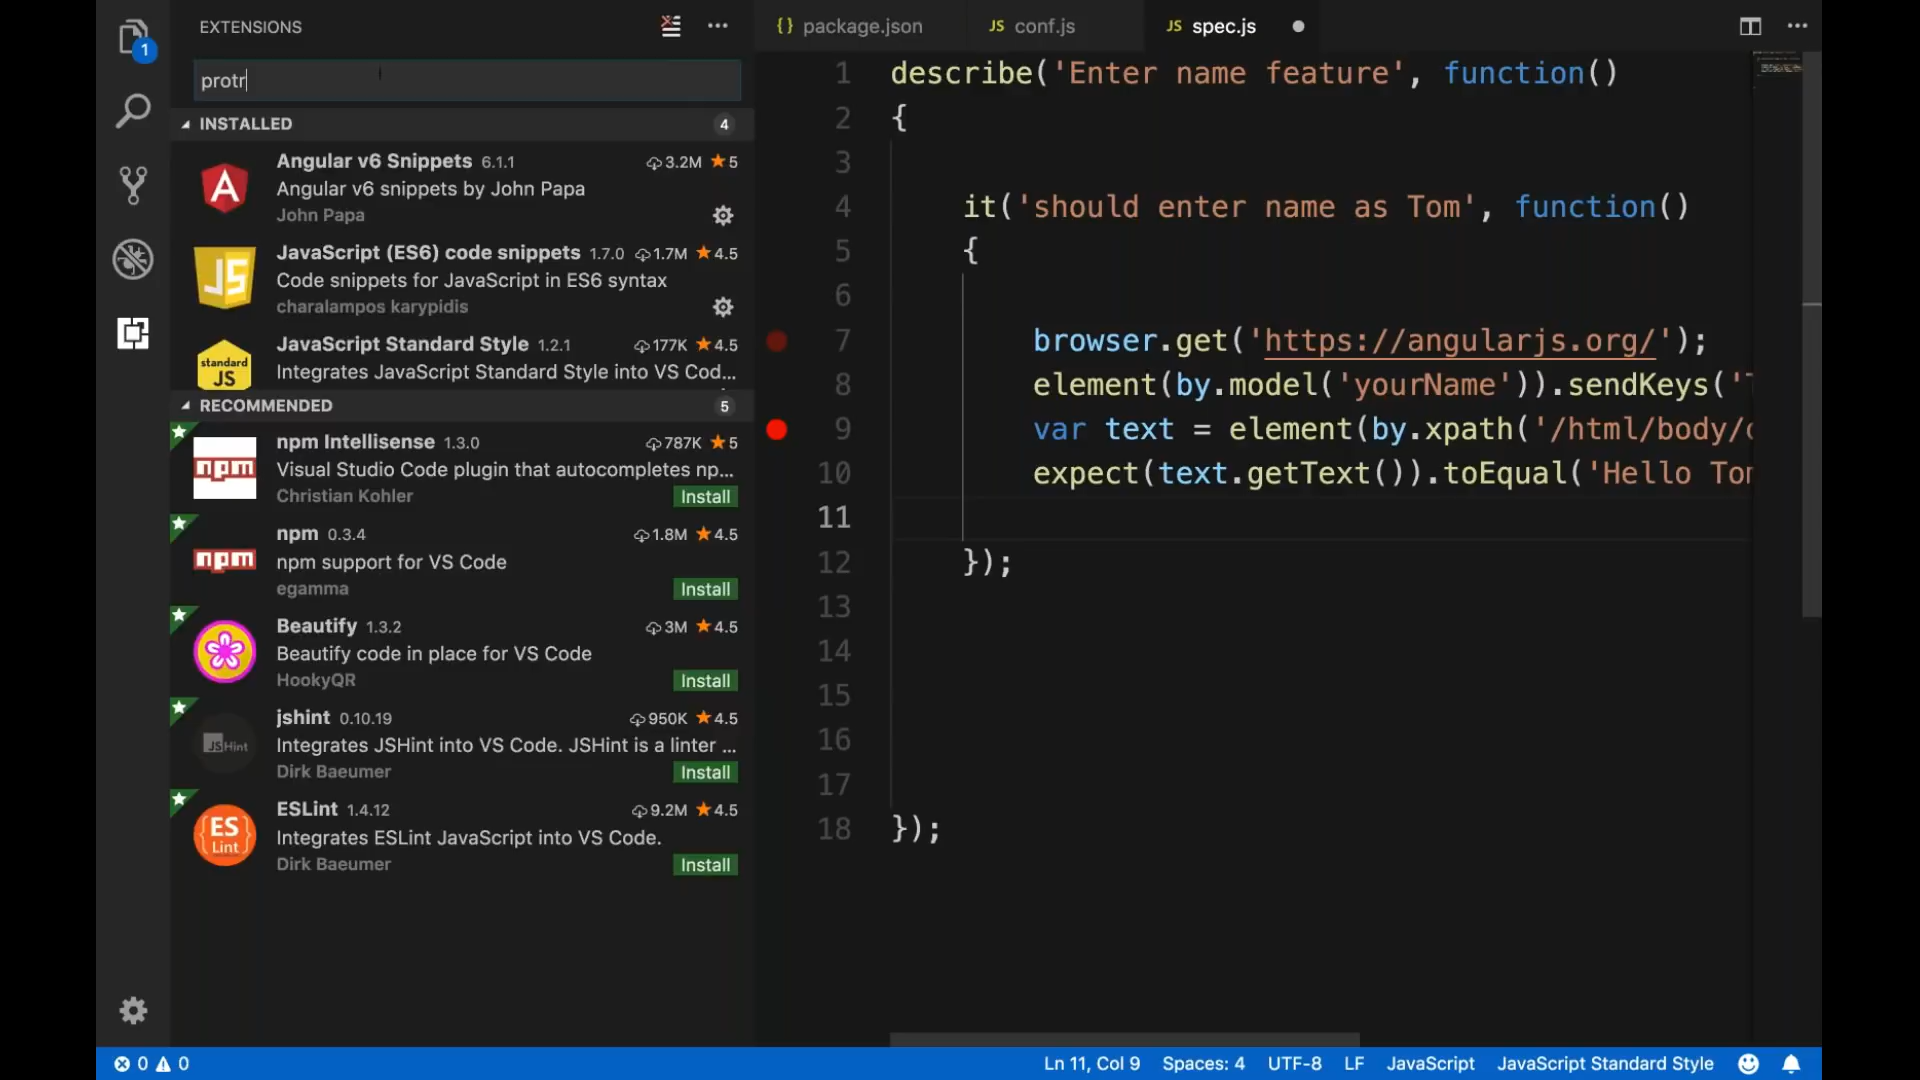 EXTENSIONS
protr
INSTALLED 4
Angular v6 Snippets 6.1.1 3.2M 5
Angular v6 snippets by John Papa
John Papa
JS
JavaScript (ES6) code snippets 1.7.0 1.7M 4.5
Code snippets for JavaScript in ES6 syntax
charalampos karypidis
standard
JS
JavaScript Standard Style 1.2.1 177K 4.5
Integrates JavaScript Standard Style into VS Cod...
RECOMMENDED 5
npm
npm Intellisense 1.3.0 787K 5
Visual Studio Code plugin that autocompletes np...
Christian Kohler Install
npm
npm 0.3.4 1.8M 4.5
npm support for VS Code
egamma Install
Beautify 1.3.2 3M 4.5
Beautify code in place for VS Code
HookyQR Install
JSHint
jshint 0.10.19 950K 4.5
Integrates JSHint into VS Code. JSHint is a linter ...
Dirk Baeumer Install
{ES}
Lint
ESLint 1.4.12 9.2M 4.5
Integrates ESLint JavaScript into VS Code.
Dirk Baeumer Install
1
{} package.json JS conf.js JS spec.js
1 describe('Enter name feature', function()
2 {
3
4 it('should enter name as Tom', function()
5 {
6
7 browser.get('https://angularjs.org/');
8 element(by.model('yourName')).sendKeys('T
9 var text = element(by.xpath('/html/body/
10 expect(text.getText()).toEqual('Hello Tom
11
12 });
13
14
15
16
17
18 });
0 0 Ln 11, Col 9 Spaces: 4 UTF-8 LF JavaScript JavaScript Standard Style